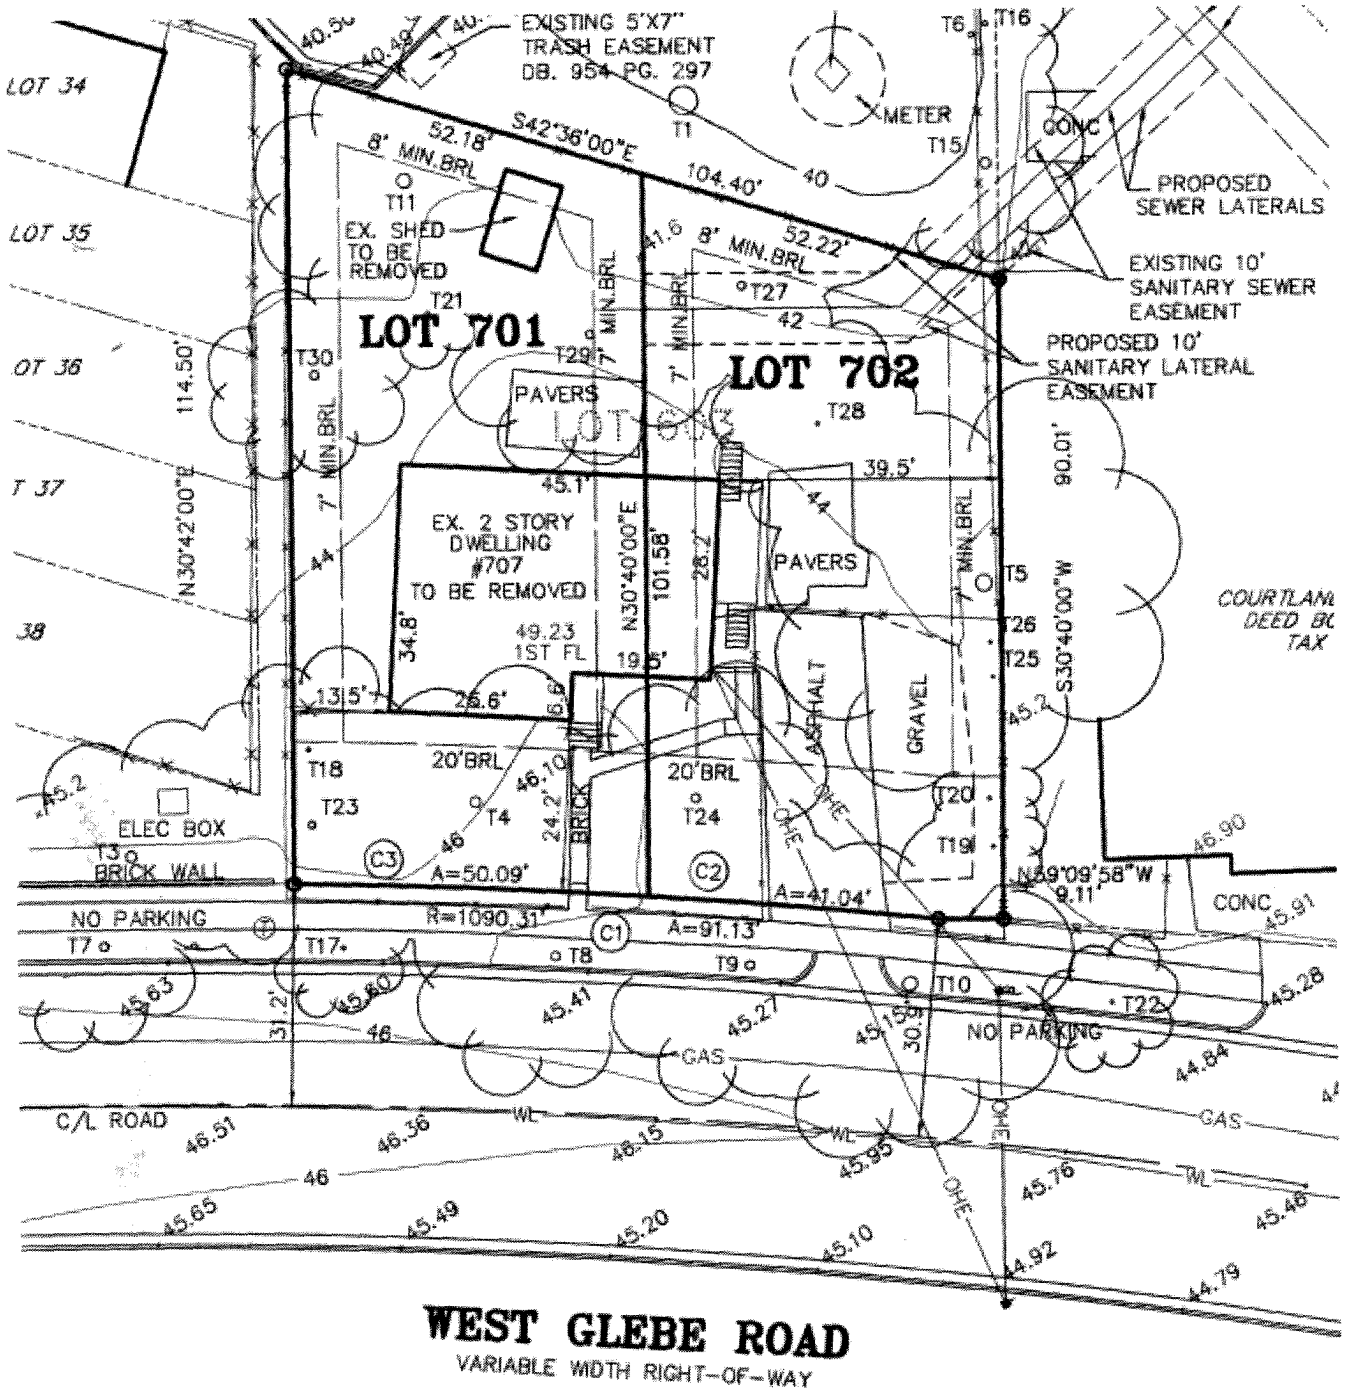 40.50
40.49
40.
EXISTING 5'X7"
TRASH EASEMENT
DB. 954 PG. 297
T6
T16
LOT 34
METER
CONC
T1
T15
8' MIN.BRL
52.18'
S42°36'00"E
104.40'
40
PROPOSED
SEWER LATERALS
T11
LOT 35
EX. SHED
TO BE
REMOVED
41.6
8' MIN.BRL
52.22'
EXISTING 10'
SANITARY SEWER
EASEMENT
T21
7' MIN.BRL
7' MIN.BRL
T27
42
LOT 701
PROPOSED 10'
SANITARY LATERAL
EASEMENT
OT 36
114.50'
T30
T29
LOT 702
PAVERS
T28
LOT 603
7' MIN.BRL
90.01'
T 37
N30°42'00"E
45.1'
39.5'
44
44
EX. 2 STORY
DWELLING
#707
TO BE REMOVED
N30°40'00"E
101.58'
28.2'
PAVERS
7' MIN.BRL
T5
S30°40'00"W
COURTLAN
DEED BO
TAX
38
34.8'
49.23
1ST FL
19.5'
T26
T25
13.5'
25.6'
6.6'
ASPHALT
GRAVEL
45.2
T18
20'BRL
46.10
20'BRL
OHE
OHE
T20
45.2
T23
T4
24.2'
BRICK
T24
T19
46.90
ELEC BOX
T3
BRICK WALL
C3
46
A=50.09'
C2
A=41.04'
N59°09'58"W
9.11'
CONC
45.91
NO PARKING
R=1090.31'
C1
A=91.13'
T7
T17
T8
T9
T10
T22
45.28
45.63
31.2'
45.60
45.41
45.27
45.15
30.5'
NO PARKING
46
GAS
44.84
44
C/L ROAD
WL
WL
OHE
GAS
46.51
46.36
46.15
45.95
45.76
WL
46
OHE
45.46
45.65
45.49
45.20
45.10
44.92
44.79
WEST GLEBE ROAD
VARIABLE WIDTH RIGHT-OF-WAY